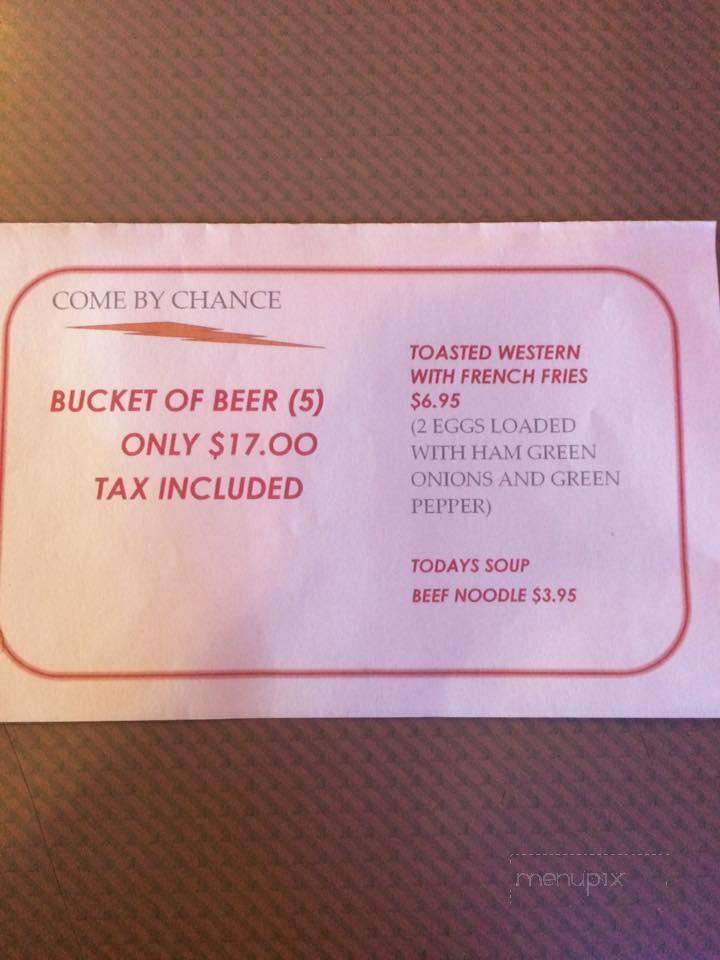 COME BY CHANCE
BUCKET OF BEER (5)
ONLY $17.OO
TAX INCLUDED
TOASTED WESTERN
WITH FRENCH FRIES
$6.95
(2 EGGS LOADED
WITH HAM GREEN
ONIONS AND GREEN
PEPPER)
TODAYS SOUP
BEEF NOODLE $3.95
menupix